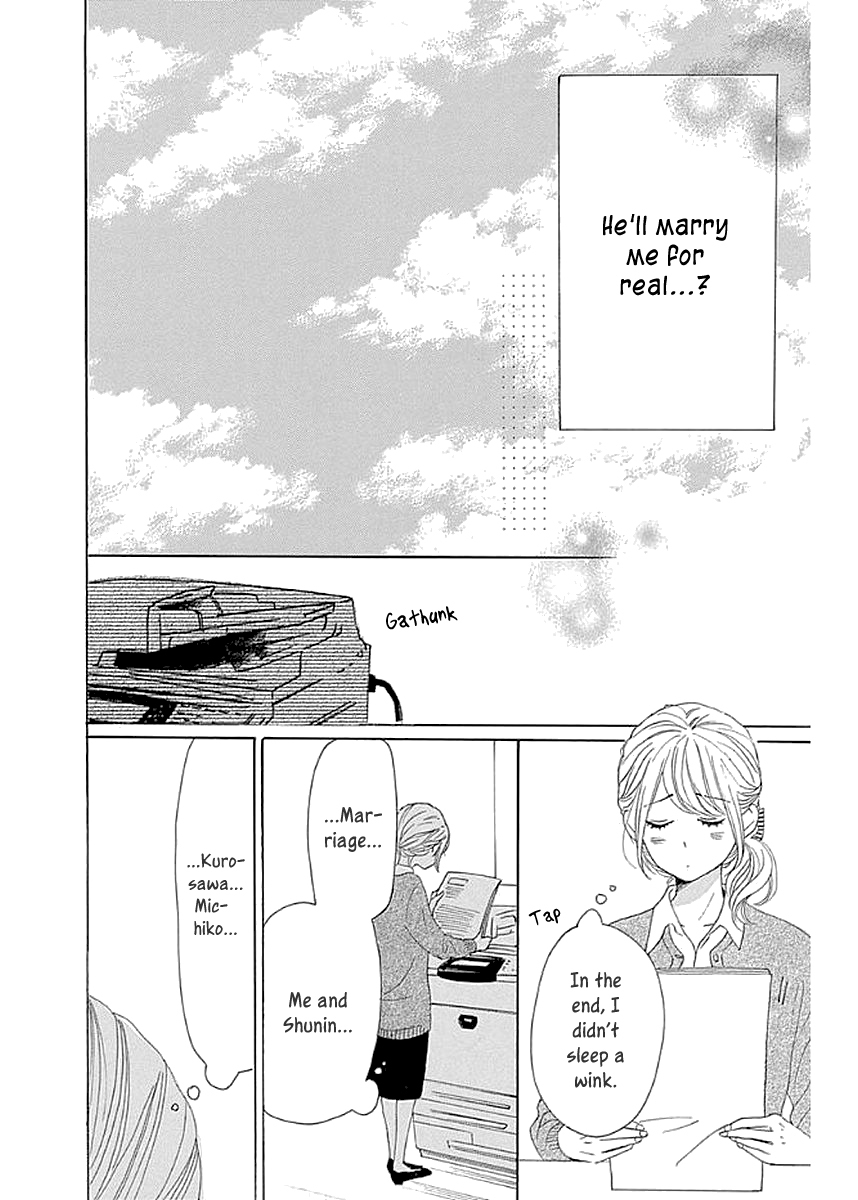 He'll marry
me for
real...?
Gathunk
In the
end, I
didn't
sleep a
wink.
Tap
...Mar-
riage...
Me and
Shunin...
...Kuro-
sawa...
Mic-
hiko...